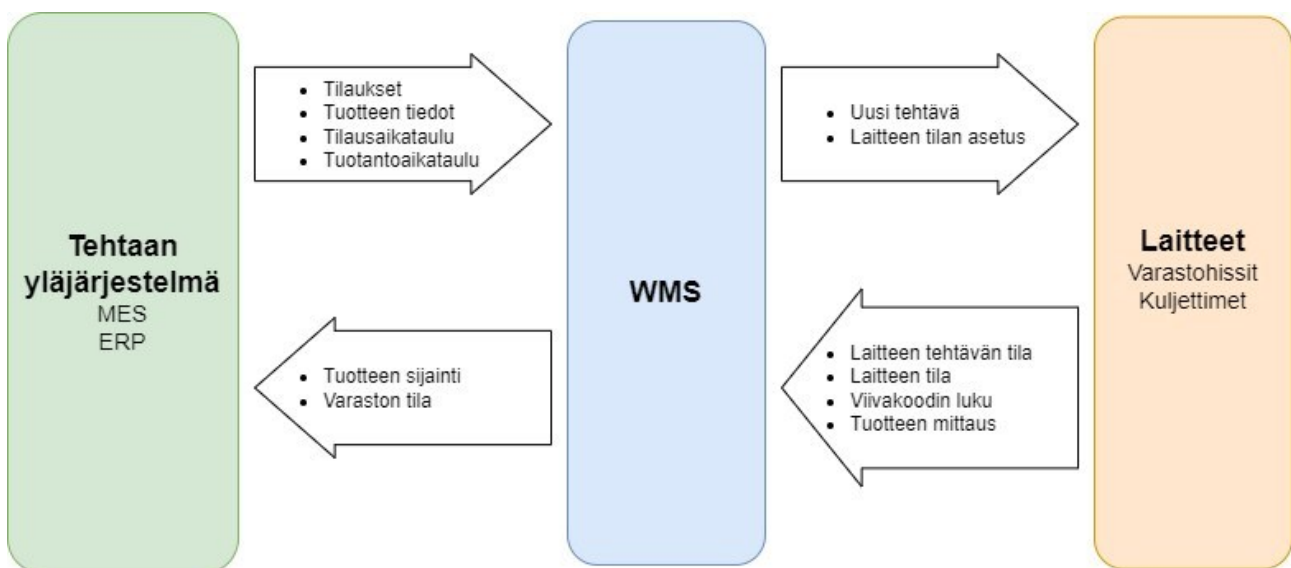 Tehtaan
yläjärjestelmä
MES
ERP
• Tilaukset
• Tuotteen tiedot
• Tilausaikataulu
• Tuotantoaikataulu
• Tuotteen sijainti
• Varaston tila
WMS
• Uusi tehtävä
• Laitteen tilan asetus
• Laitteen tehtävän tila
• Laitteen tila
• Viivakoodin luku
• Tuotteen mittaus
Laitteet
Varastohissit
Kuljettimet